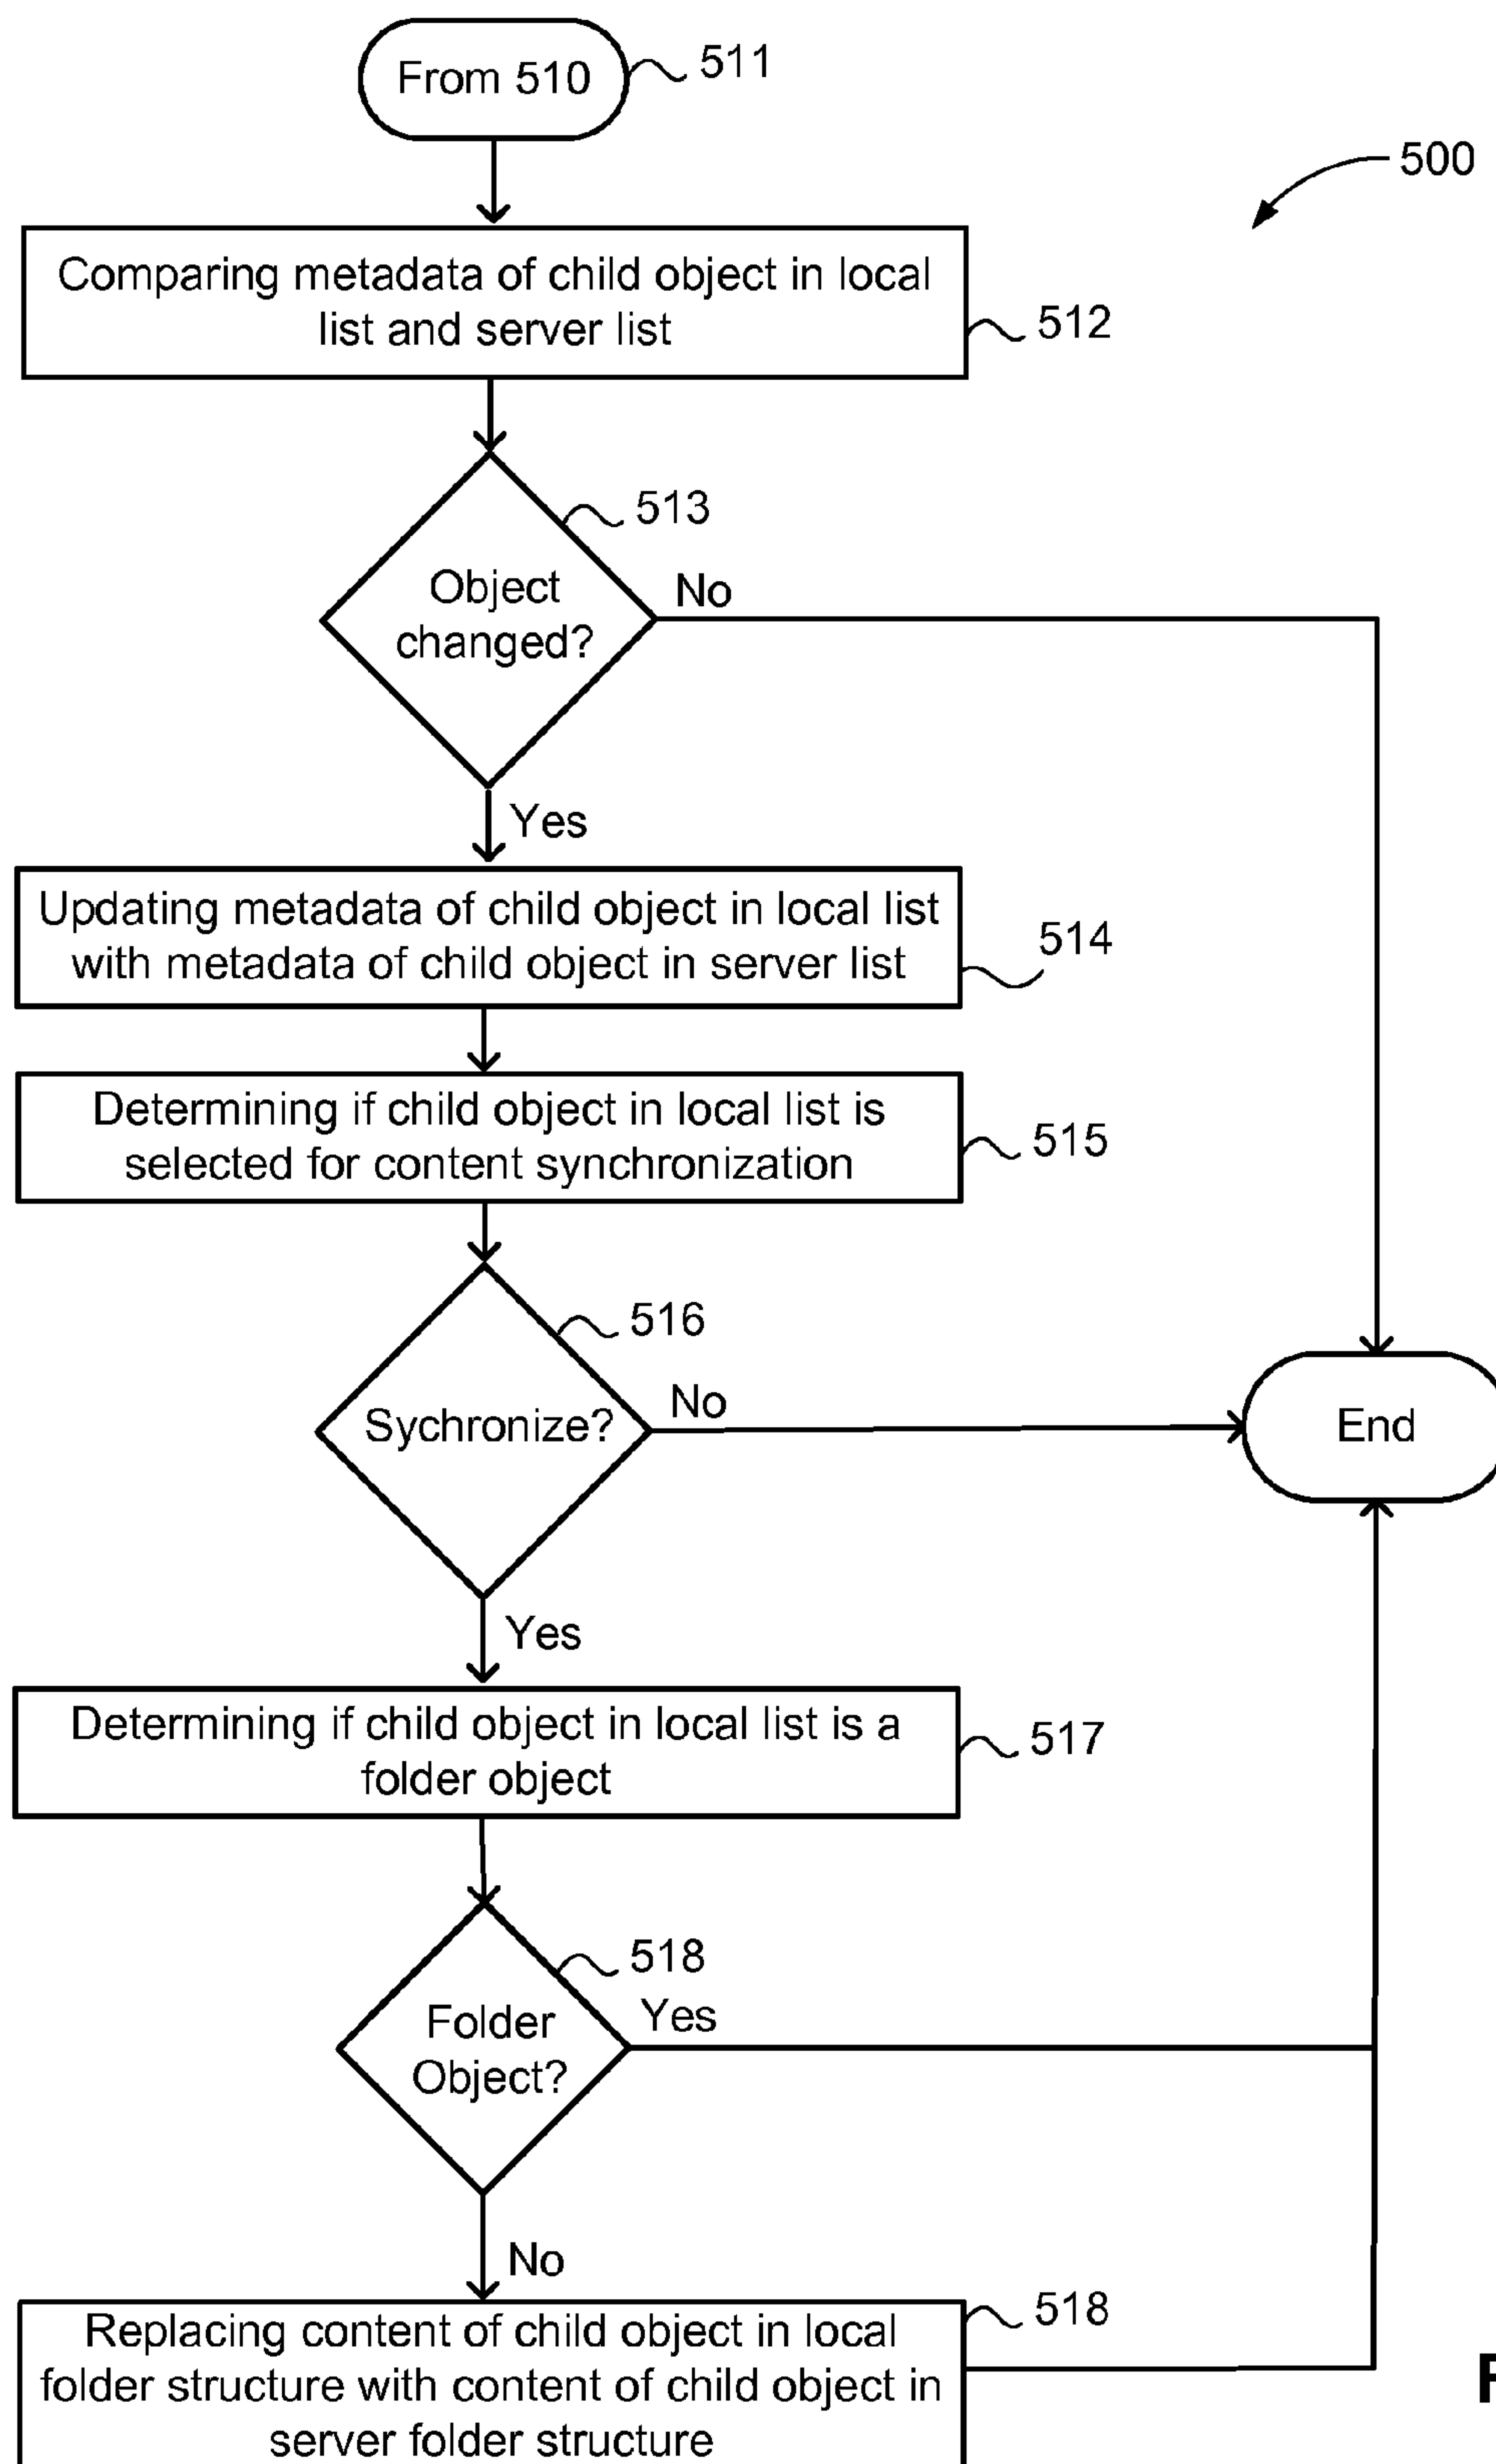 From 510
511
500
Comparing metadata of child object in local
list and server list
512
513
Object
changed?
No
Yes
Updating metadata of child object in local list
with metadata of child object in server list
514
Determining if child object in local list is
selected for content synchronization
515
516
Sychronize?
No
End
Yes
Determining if child object in local list is a
folder object
517
518
Folder
Object?
Yes
No
Replacing content of child object in local
folder structure with content of child object in
server folder structure
518